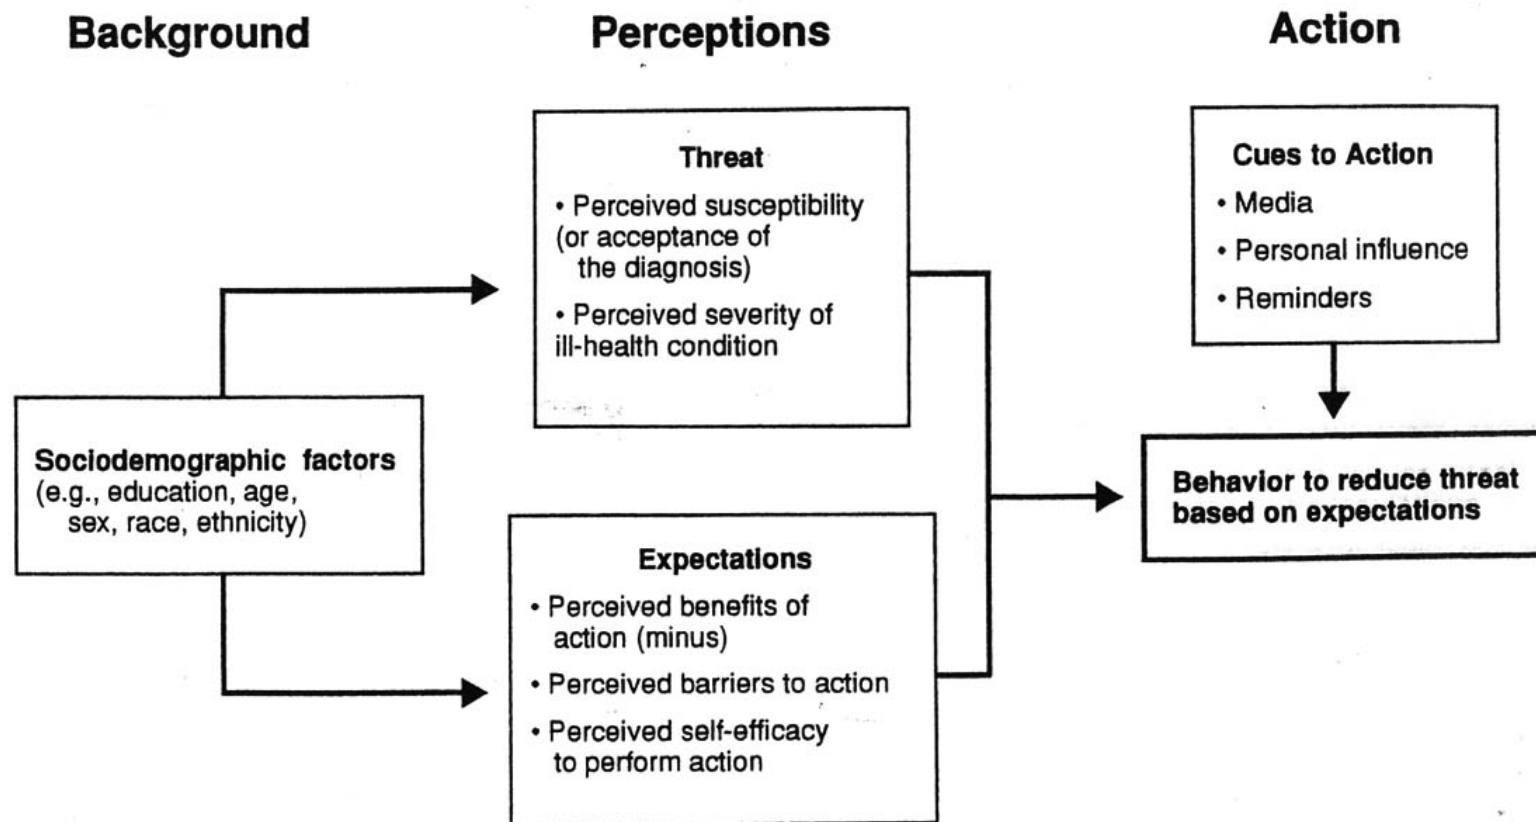 Background
Perceptions
Action
Threat
• Perceived susceptibility
(or acceptance of
the diagnosis)
• Perceived severity of
ill-health condition
Cues to Action
• Media
• Personal influence
• Reminders
Sociodemographic factors
(e.g., education, age,
sex, race, ethnicity)
Behavior to reduce threat
based on expectations
Expectations
• Perceived benefits of
action (minus)
• Perceived barriers to action
• Perceived self-efficacy
to perform action